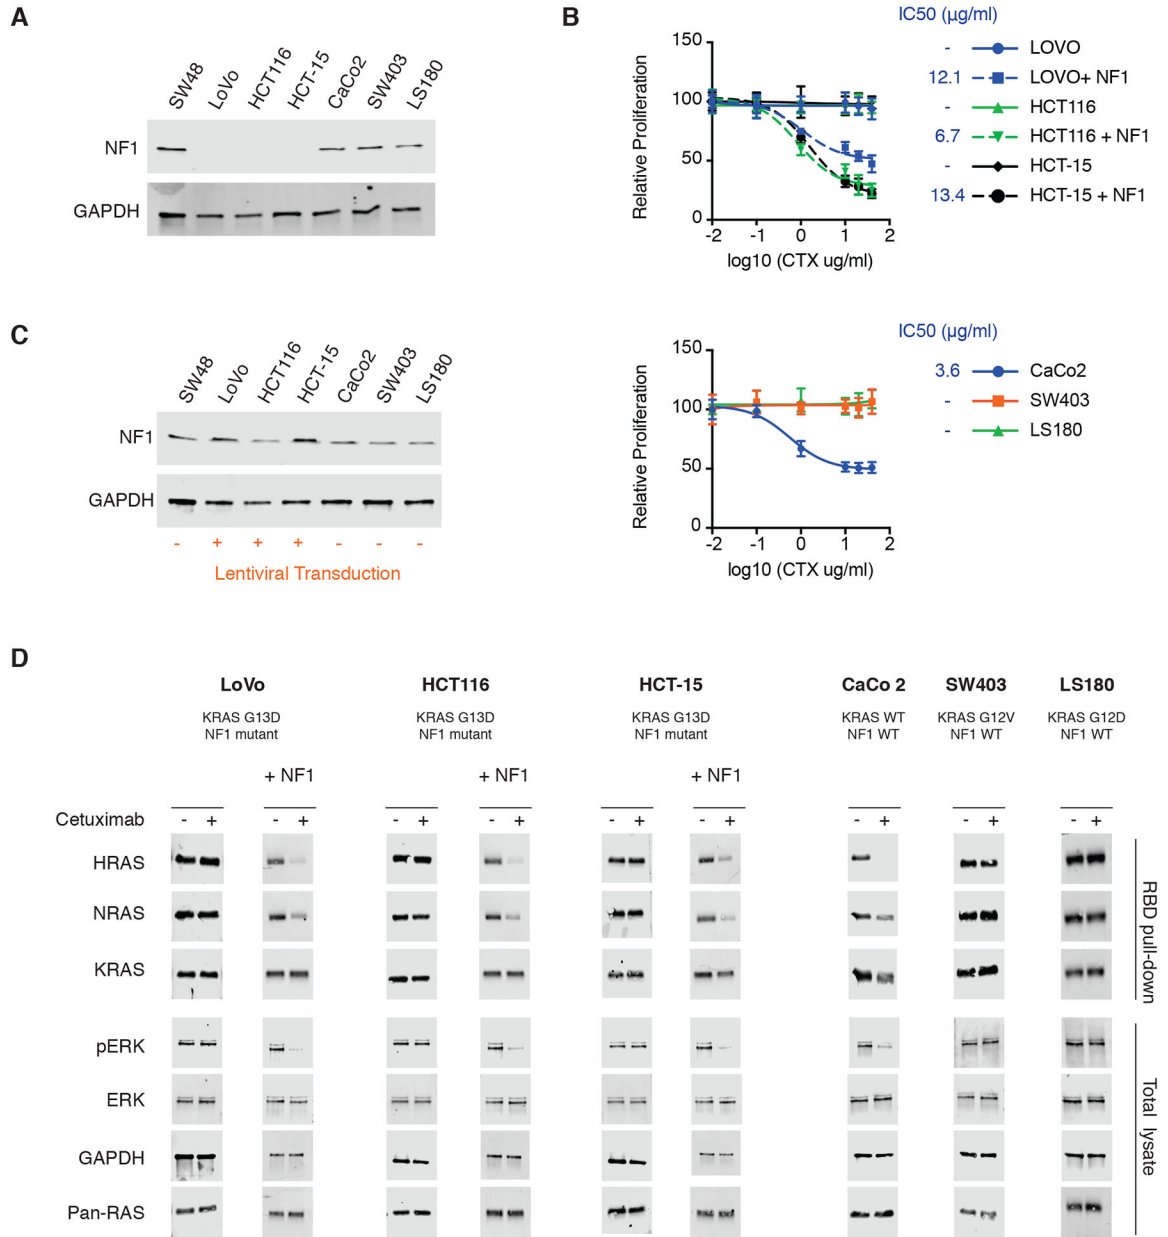 A
SW48
LoVo
HCT116
HCT-15
CaCo2
SW403
LS180
NF1
GAPDH
B
IC50 (µg/ml)
150
100
50
0
-2
-1
0
1
2
Relative Proliferation
log10 (CTX ug/ml)
- LOVO
12.1 LOVO+ NF1
- HCT116
6.7 HCT116 + NF1
- HCT-15
13.4 HCT-15 + NF1
C
SW48
LoVo
HCT116
HCT-15
CaCo2
SW403
LS180
NF1
GAPDH
- + + + - - -
Lentiviral Transduction
IC50 (µg/ml)
150
100
50
0
-2
-1
0
1
2
Relative Proliferation
log10 (CTX ug/ml)
3.6 CaCo2
- SW403
- LS180
D
LoVo HCT116 HCT-15 CaCo 2 SW403 LS180
KRAS G13D KRAS G13D KRAS G13D KRAS WT KRAS G12V KRAS G12D
NF1 mutant NF1 mutant NF1 mutant NF1 WT NF1 WT NF1 WT
+ NF1 + NF1 + NF1
Cetuximab - + - + - + - + - + - + - + - + - +
HRAS
NRAS
KRAS
RBD pull-down
pERK
ERK
GAPDH
Pan-RAS
Total lysate